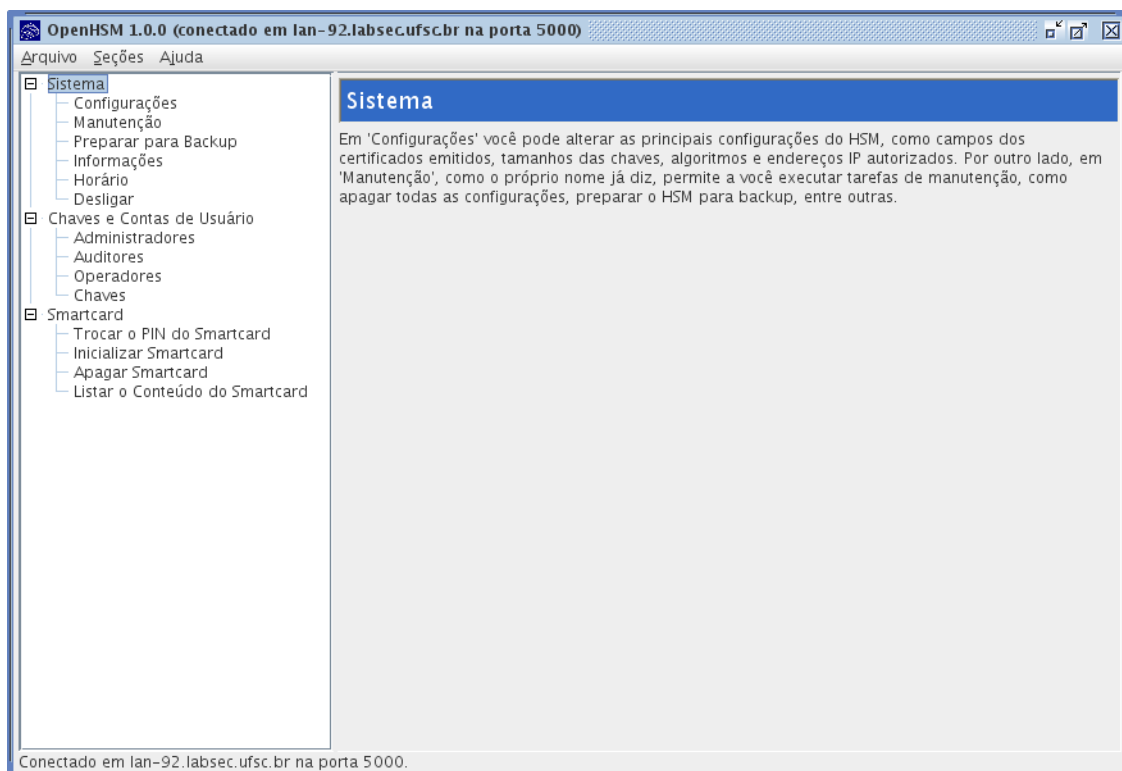 OpenHSM 1.0.0 (conectado em lan-92.labsec.ufsc.br na porta 5000)
Arquivo Seções Ajuda
Sistema
Configurações
Manutenção
Preparar para Backup
Informações
Horário
Desligar
Chaves e Contas de Usuário
Administradores
Auditores
Operadores
Chaves
Smartcard
Trocar o PIN do Smartcard
Inicializar Smartcard
Apagar Smartcard
Listar o Conteúdo do Smartcard
Sistema
Em 'Configurações' você pode alterar as principais configurações do HSM, como campos dos
certificados emitidos, tamanhos das chaves, algoritmos e endereços IP autorizados. Por outro lado, em
'Manutenção', como o próprio nome já diz, permite a você executar tarefas de manutenção, como
apagar todas as configurações, preparar o HSM para backup, entre outras.
Conectado em lan-92.labsec.ufsc.br na porta 5000.